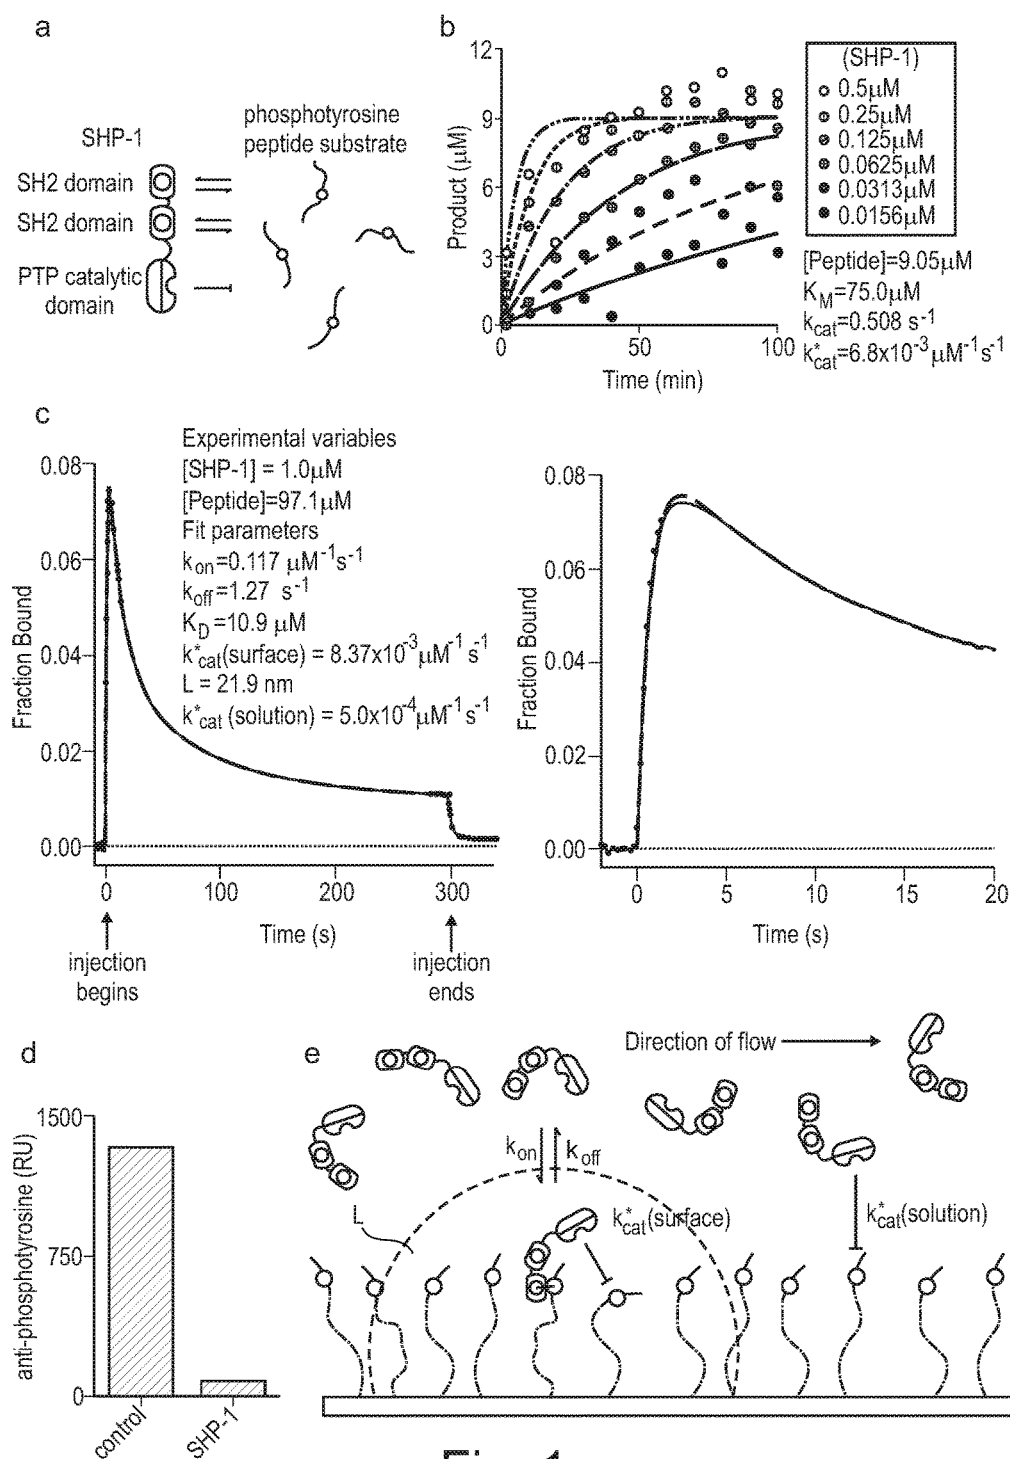 a
SHP-1
SH2 domain
SH2 domain
PTP catalytic
domain
phosphotyrosine
peptide substrate
b
12
9
6
3
0
Product (μM)
0
50
100
Time (min)
(SHP-1)
0.5μM
0.25μM
0.125μM
0.0625μM
0.0313μM
0.0156μM
[Peptide]=9.05μM
K_M=75.0μM
k_cat=0.508 s⁻¹
k*_cat=6.8x10⁻³μM⁻¹s⁻¹
c
Experimental variables
[SHP-1] = 1.0μM
[Peptide]=97.1μM
Fit parameters
k_on=0.117 μM⁻¹s⁻¹
k_off=1.27 s⁻¹
K_D=10.9 μM
k*_cat(surface) = 8.37x10⁻³μM⁻¹s⁻¹
L = 21.9 nm
k*_cat (solution) = 5.0x10⁻⁴μM⁻¹s⁻¹
0.08
0.06
0.04
0.02
0.00
Fraction Bound
0
100
200
300
Time (s)
injection
begins
injection
ends
0.08
0.06
0.04
0.02
0.00
Fraction Bound
0
5
10
15
20
Time (s)
d
1500
750
0
anti-phosphotyrosine (RU)
control
SHP-1
e
Direction of flow
k_on
k_off
L
k*_cat(surface)
k*_cat(solution)